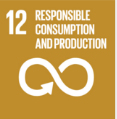 12 RESPONSIBLE
CONSUMPTION
AND PRODUCTION